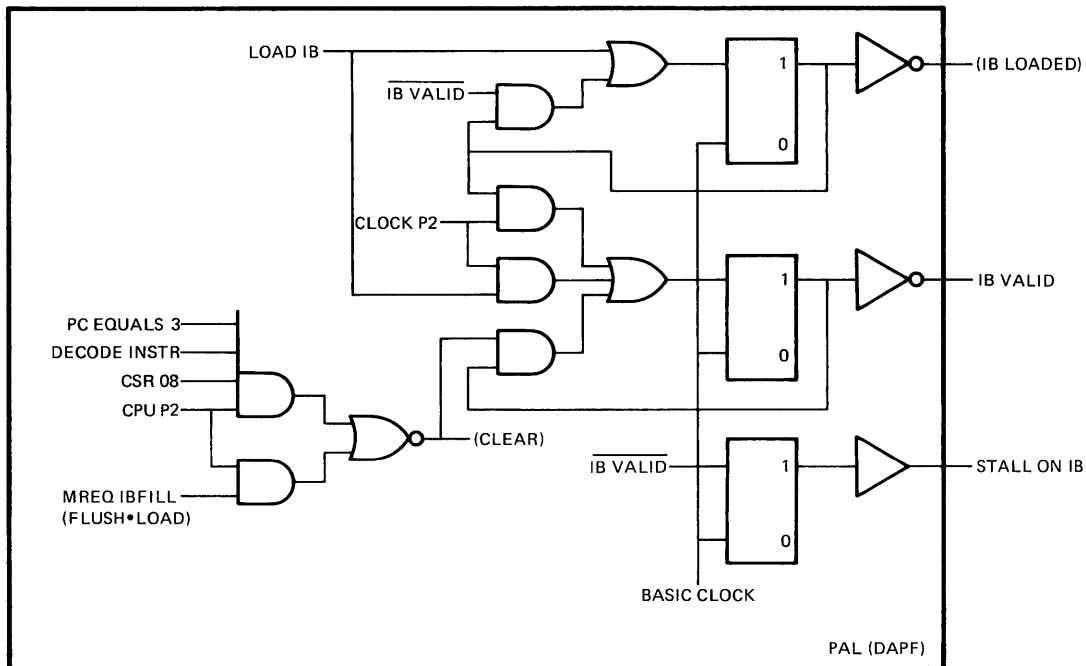 LOAD IB
1
(IB LOADED)
IB VALID
0
CLOCK P2
1
IB VALID
PC EQUALS 3
DECODE INSTR
0
CSR 08
CPU P2
(CLEAR)
IB VALID
1
STALL ON IB
MREQ IBFILL
(FLUSH•LOAD)
0
BASIC CLOCK
PAL (DAPF)